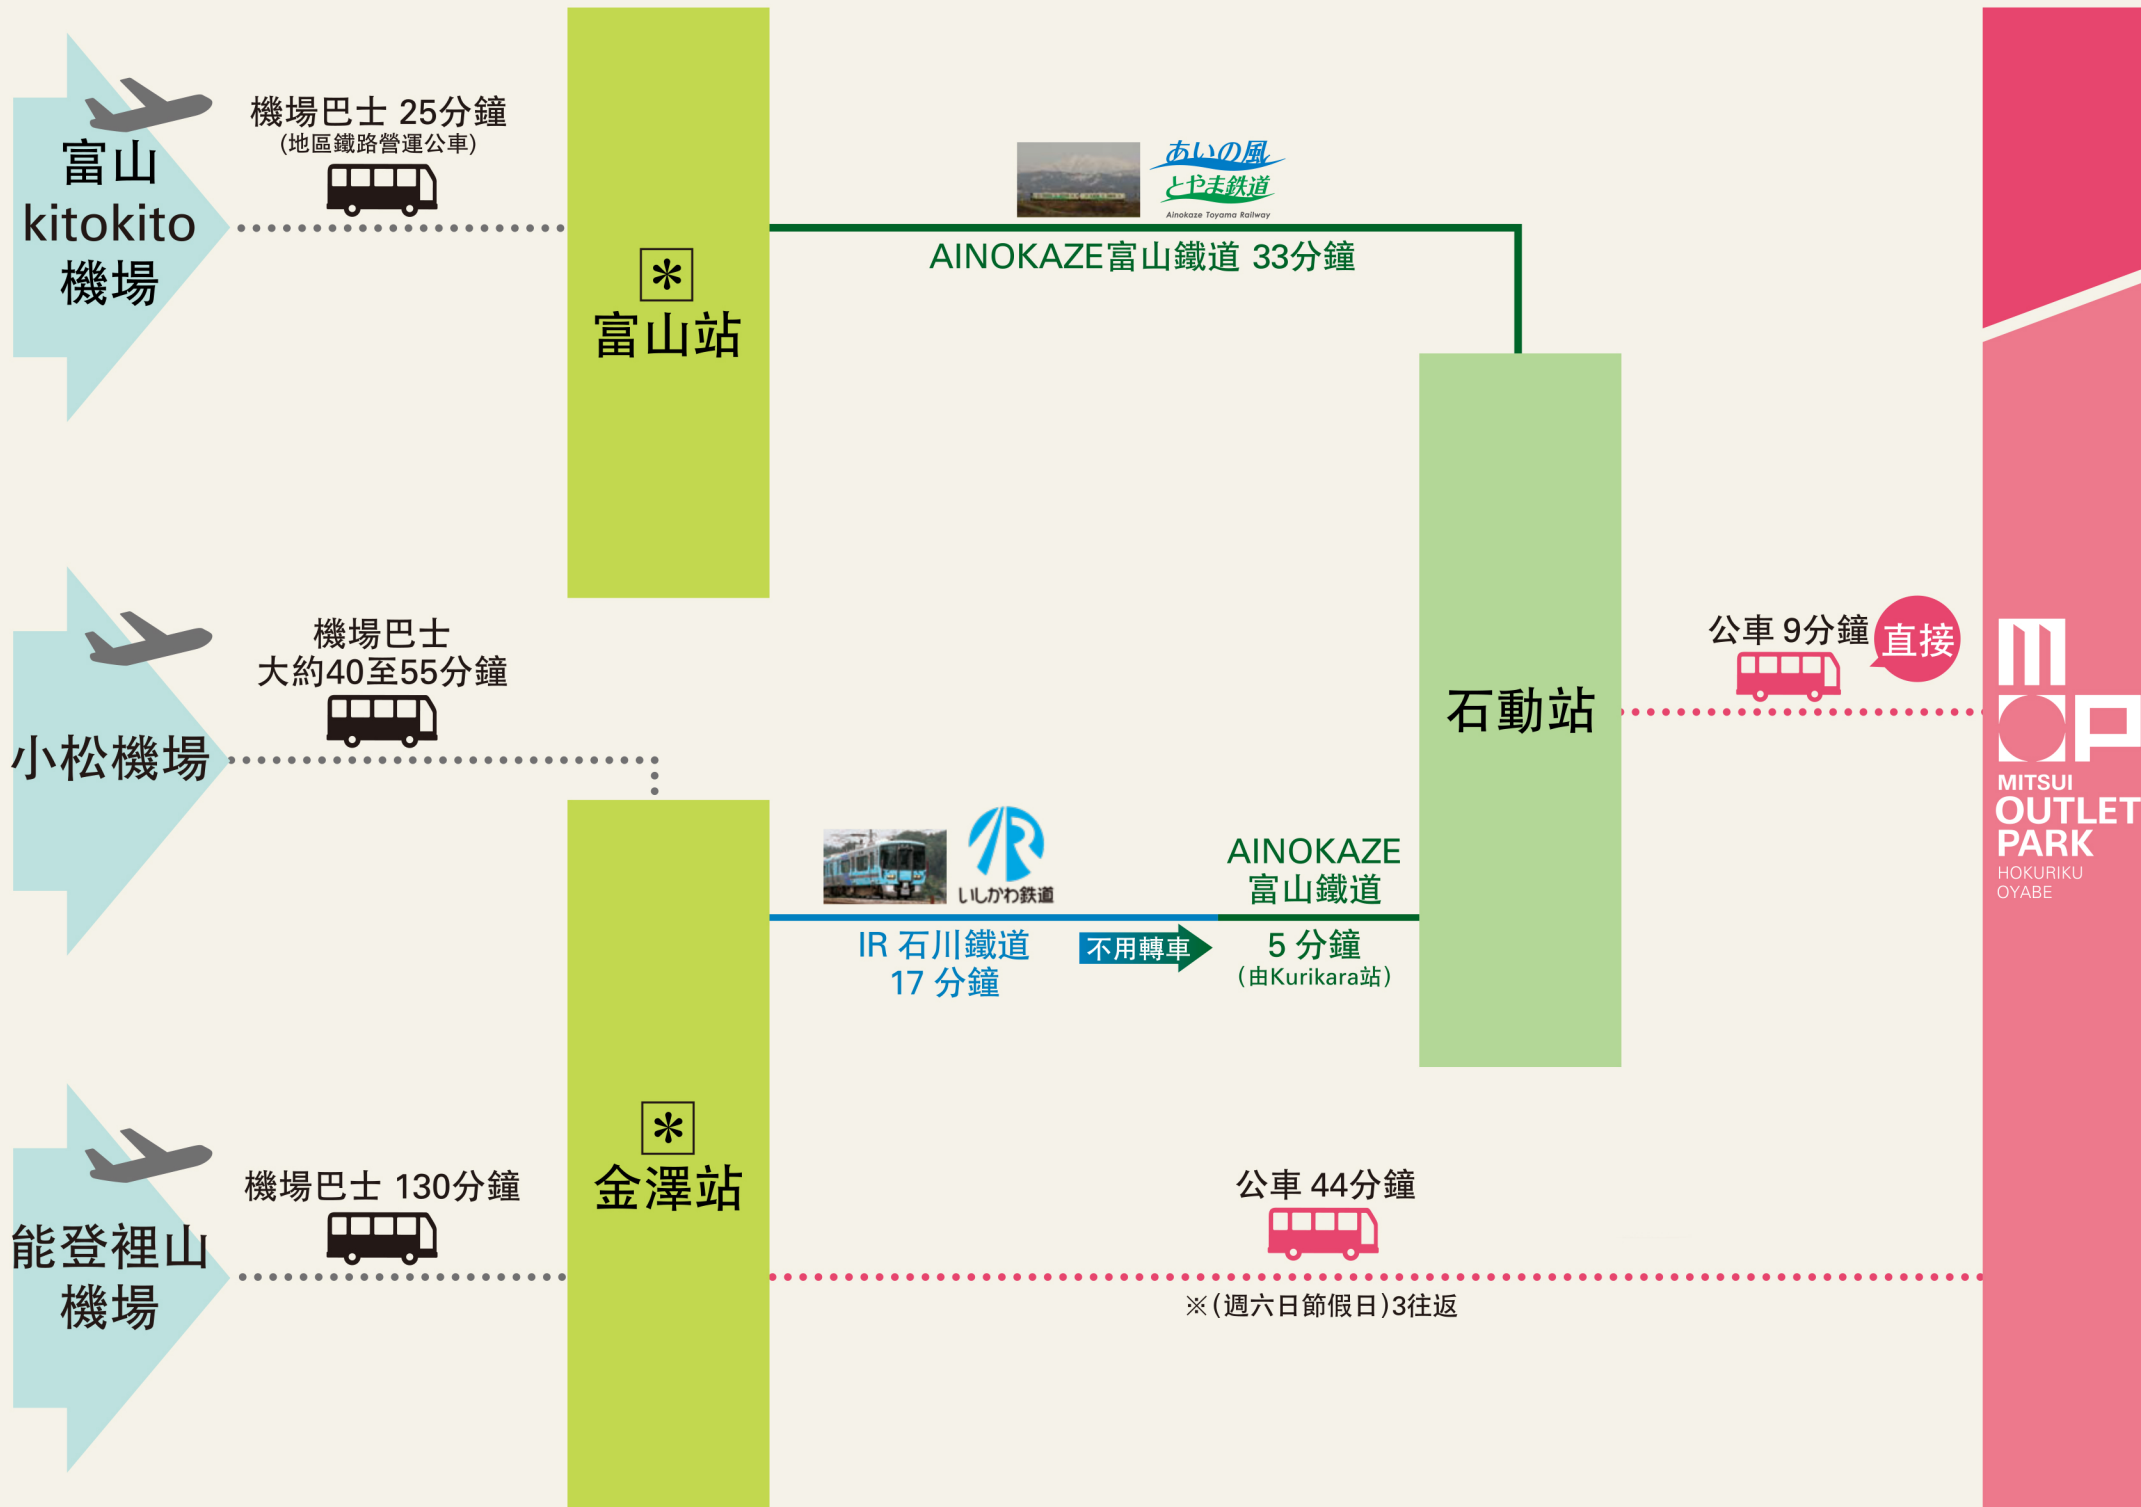 機場巴士 25分鐘
(地區鐵路營運公車)
富山
kitokito
機場
あいの風
とやま鉄道
Ainokaze Toyama Railway
AINOKAZE富山鐵道 33分鐘
＊
富山站
機場巴士
大約40至55分鐘
小松機場
石動站
公車 9分鐘
直接
MOP
MITSUI
OUTLET
PARK
HOKURIKU
OYABE
IR
いしかわ鉄道
IR 石川鐵道
17 分鐘
不用轉車
AINOKAZE
富山鐵道
5 分鐘
(由Kurikara站)
＊
金澤站
機場巴士 130分鐘
能登裡山
機場
公車 44分鐘
※(週六日節假日)3往返